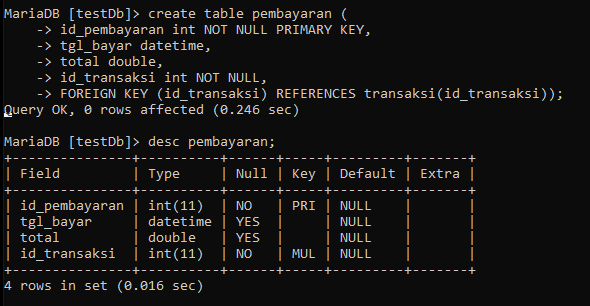 MariaDB [testDb]> create table pembayaran (
    -> id_pembayaran int NOT NULL PRIMARY KEY,
    -> tgl_bayar datetime,
    -> total double,
    -> id_transaksi int NOT NULL,
    -> FOREIGN KEY (id_transaksi) REFERENCES transaksi(id_transaksi));
Query OK, 0 rows affected (0.246 sec)

MariaDB [testDb]> desc pembayaran;
+---------------+----------+------+-----+---------+-------+
| Field         | Type     | Null | Key | Default | Extra |
+---------------+----------+------+-----+---------+-------+
| id_pembayaran | int(11)  | NO   | PRI | NULL    |       |
| tgl_bayar     | datetime | YES  |     | NULL    |       |
| total         | double   | YES  |     | NULL    |       |
| id_transaksi  | int(11)  | NO   | MUL | NULL    |       |
+---------------+----------+------+-----+---------+-------+
4 rows in set (0.016 sec)